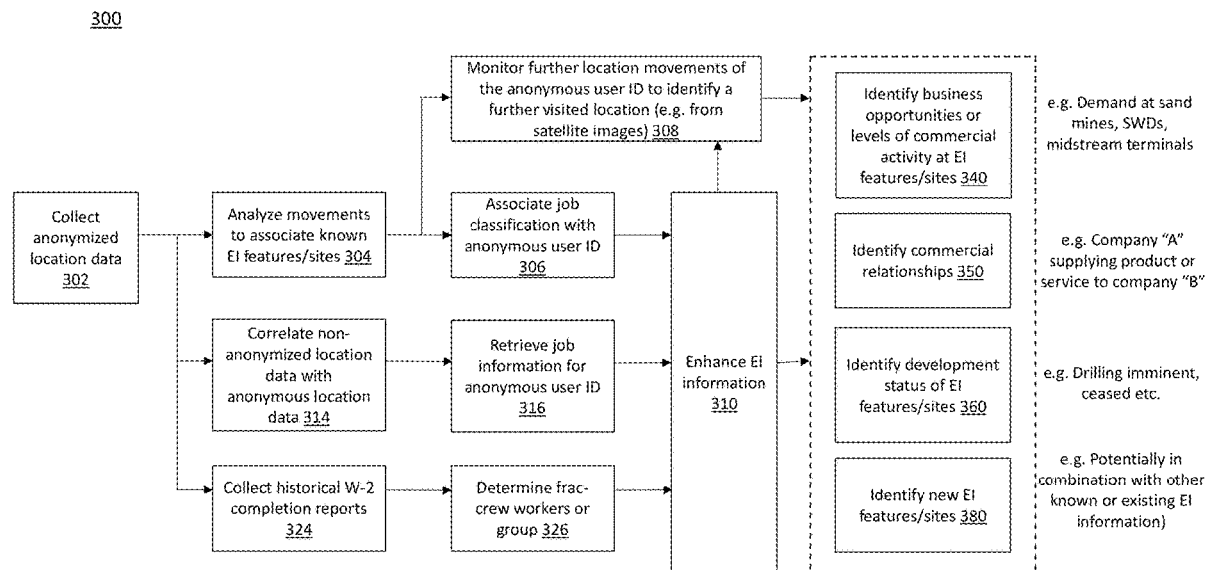 300
Monitor further location movements of
the anonymous user ID to identify a
further visited location (e.g. from
satellite images) 308
Identify business
opportunities or
levels of commercial
activity at EI
features/sites 340
e.g. Demand at sand
mines, SWDs,
midstream terminals
Collect
anonymized
location data
302
Analyze movements
to associate known
EI features/sites 304
Associate job
classification with
anonymous user ID
306
Identify commercial
relationships 350
e.g. Company “A”
supplying product or
service to company “B”
Correlate non-
anonymized location
data with
anonymous location
data 314
Retrieve job
information for
anonymous user ID
316
Enhance EI
information 310
Identify development
status of EI
features/sites 360
e.g. Drilling imminent,
ceased etc.
Collect historical W-2
completion reports
324
Determine frac-
crew workers or
group 326
Identify new EI
features/sites 380
e.g. Potentially in
combination with other
known or existing EI
information)